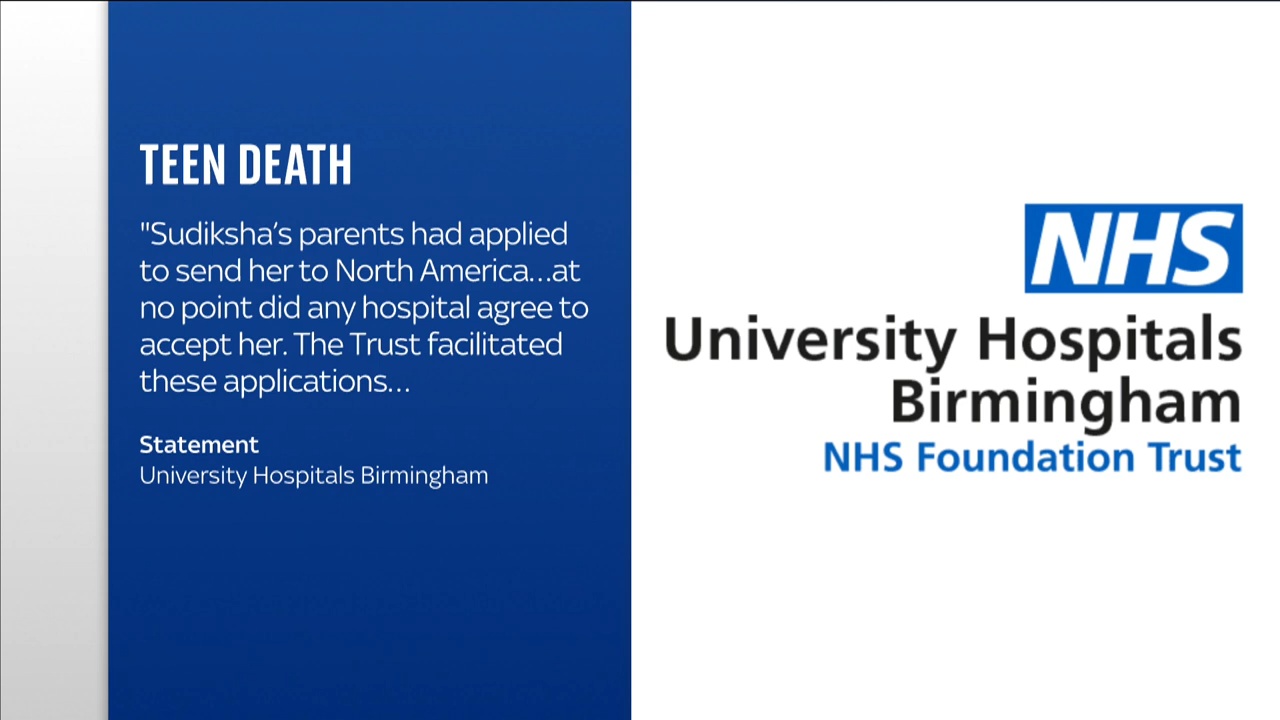 TEEN DEATH
"Sudiksha’s parents had applied
to send her to North America...at
no point did any hospital agree to
accept her. The Trust facilitated
these applications...
Statement
University Hospitals Birmingham
NHS
University Hospitals
Birmingham
NHS Foundation Trust